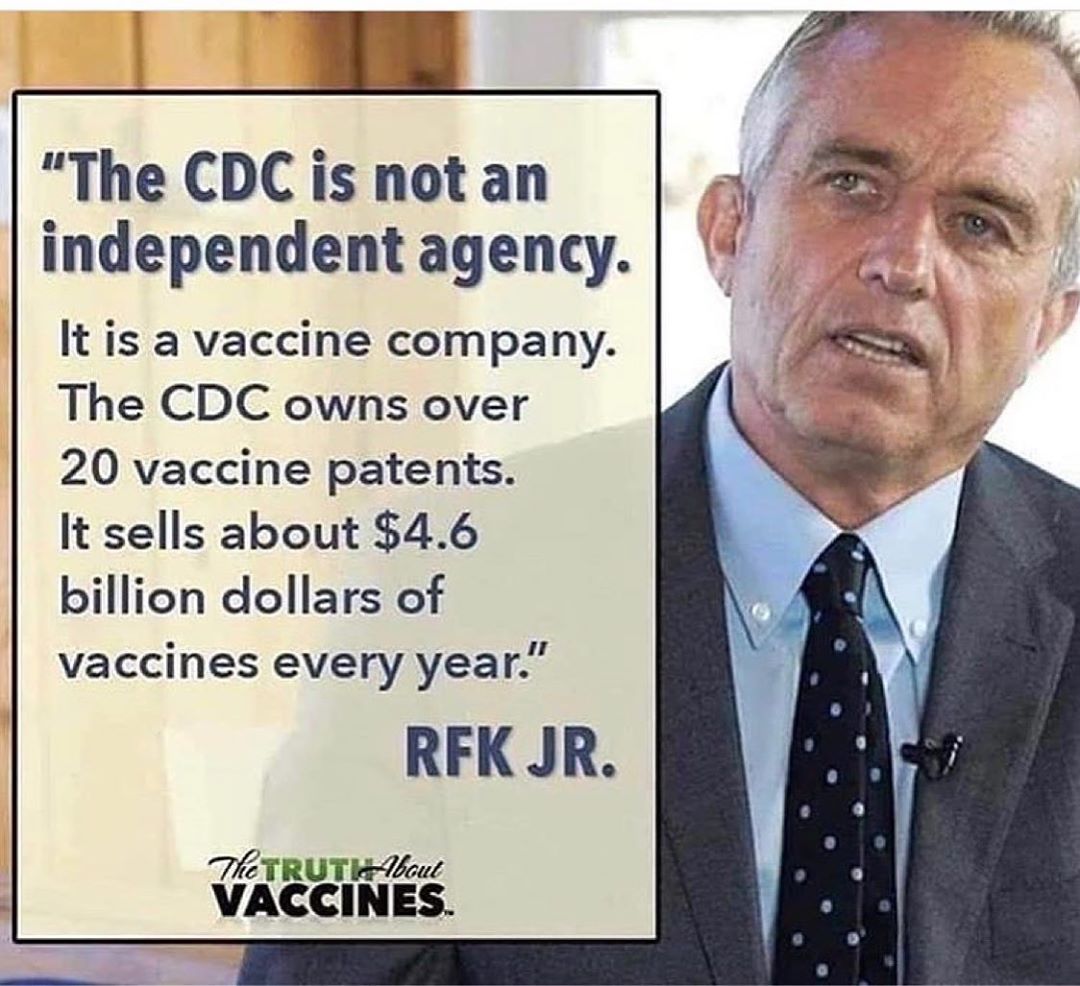 "The CDC is not an
independent agency.
It is a vaccine company.
The CDC owns over
20 vaccine patents.
It sells about $4.6
billion dollars of
vaccines every year."
RFK JR.
The TRUTH About
VACCINES™